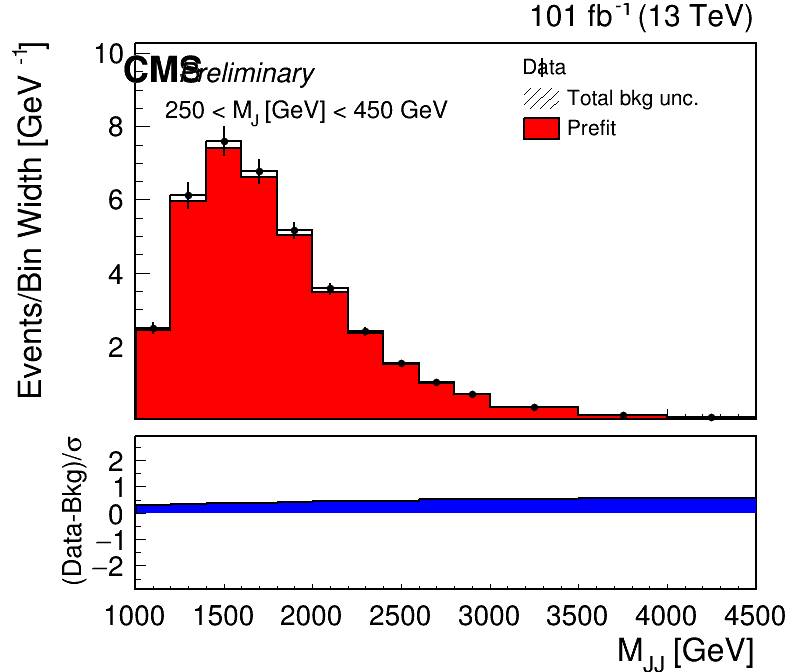 101 fb⁻¹ (13 TeV)
CMS Preliminary
250 < M_J [GeV] < 450 GeV
Data
Total bkg unc.
Prefit
Events/Bin Width [GeV⁻¹]
10
8
6
4
2
(Data-Bkg)/σ
2
1
0
−1
−2
1000 1500 2000 2500 3000 3500 4000 4500
M_JJ [GeV]